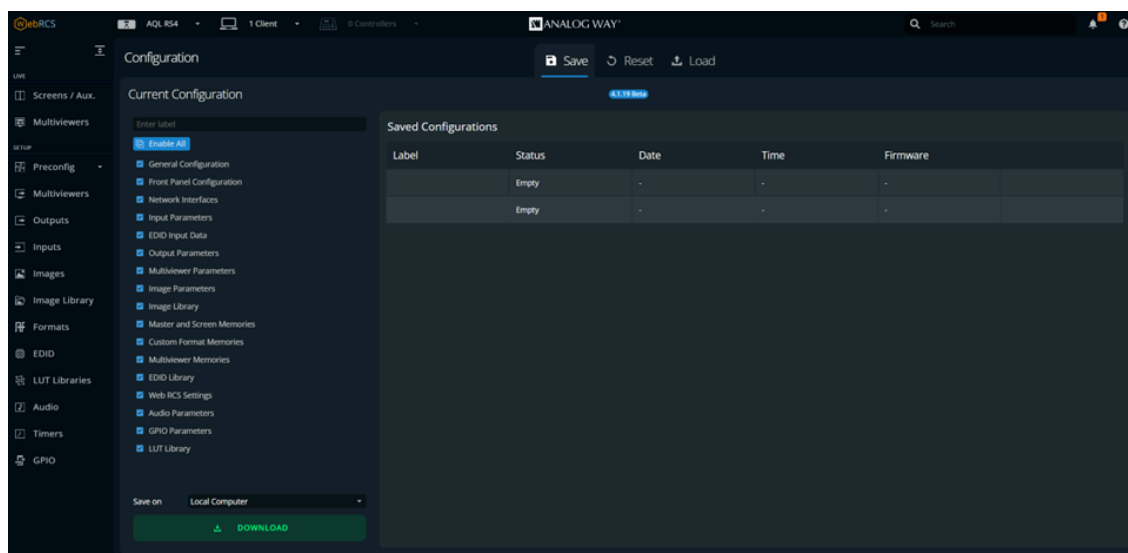 WebRCS
AQL RS4
1 Client
0 Controllers
ANALOG WAY®
Search
1
LIVE
Screens / Aux.
Multiviewers
SETUP
Preconfig
Multiviewers
Outputs
Inputs
Images
Image Library
Formats
EDID
LUT Libraries
Audio
Timers
GPIO
Configuration
Save
Reset
Load
Current Configuration
4.1.19 Beta
Enter label
Enable All
General Configuration
Front Panel Configuration
Network Interfaces
Input Parameters
EDID Input Data
Output Parameters
Multiviewer Parameters
Image Parameters
Image Library
Master and Screen Memories
Custom Format Memories
Multiviewer Memories
EDID Library
Web RCS Settings
Audio Parameters
GPIO Parameters
LUT Library
Save on Local Computer
DOWNLOAD
Saved Configurations
Label Status Date Time Firmware
Empty - - -
Empty - - -